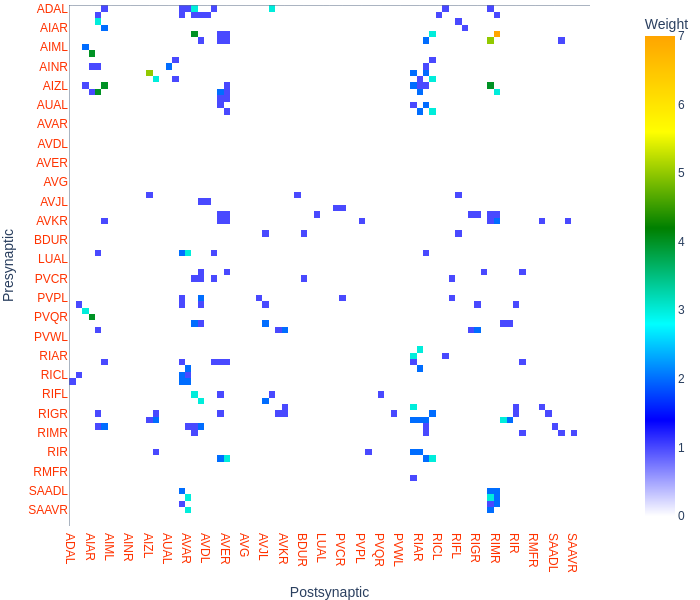 Weight
7
6
5
4
3
2
1
0
Presynaptic
ADAL
AIAR
AIML
AINR
AIZL
AUAL
AVAR
AVDL
AVER
AVG
AVJL
AVKR
BDUR
LUAL
PVCR
PVPL
PVQR
PVWL
RIAR
RICL
RIFL
RIGR
RIMR
RIR
RMFR
SAADL
SAAVR
ADAL
AIAR
AIML
AINR
AIZL
AUAL
AVAR
AVDL
AVER
AVG
AVJL
AVKR
BDUR
LUAL
PVCR
PVPL
PVQR
PVWL
RIAR
RICL
RIFL
RIGR
RIMR
RIR
RMFR
SAADL
SAAVR
Postsynaptic